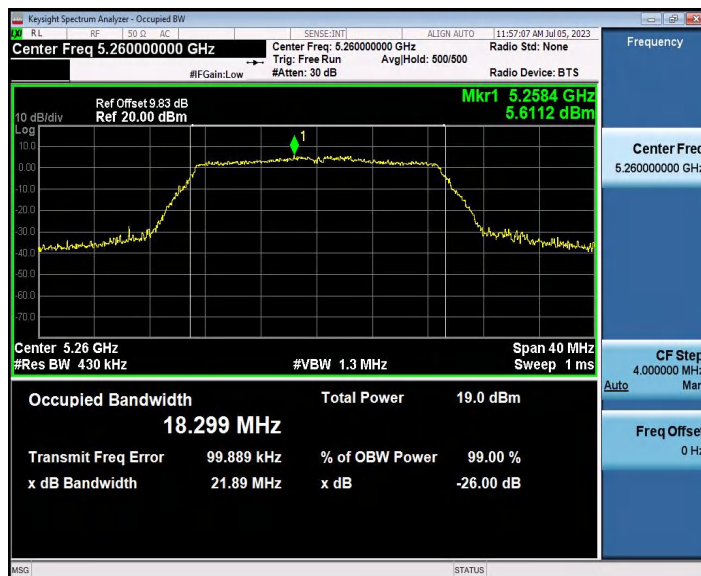 Keysight Spectrum Analyzer - Occupied BW
LXI RL RF 50 Ω AC SENSE:INT ALIGN AUTO 11:57:07 AM Jul 05, 2023
Center Freq 5.260000000 GHz
Center Freq: 5.260000000 GHz
Radio Std: None
Trig: Free Run Avg|Hold: 500/500
#IFGain:Low
#Atten: 30 dB
Radio Device: BTS
Frequency
Ref Offset 9.83 dB
Mkr1 5.2584 GHz
10 dB/div Ref 20.00 dBm
5.6112 dBm
Log
1
10.0
0.00
-10.0
-20.0
-30.0
-40.0
-50.0
-60.0
-70.0
Center 5.26 GHz
Span 40 MHz
#Res BW 430 kHz
#VBW 1.3 MHz
Sweep 1 ms
Occupied Bandwidth
18.299 MHz
Total Power 19.0 dBm
Transmit Freq Error 99.889 kHz
% of OBW Power 99.00 %
x dB Bandwidth 21.89 MHz
x dB -26.00 dB
Center Freq
5.260000000 GHz
CF Step
4.000000 MHz
Auto Man
Freq Offset
0 Hz
MSG
STATUS